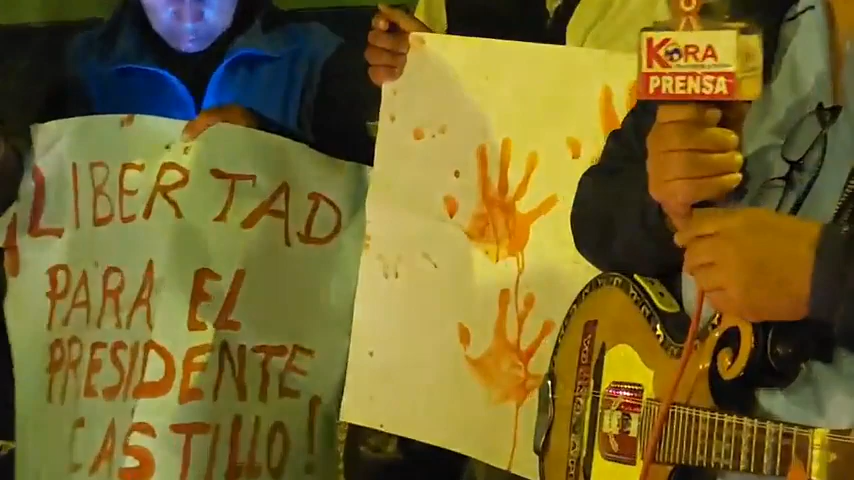 LIBERTAD
PARA EL
PRESIDENTE
CASTILLO!
KORA
PRENSA